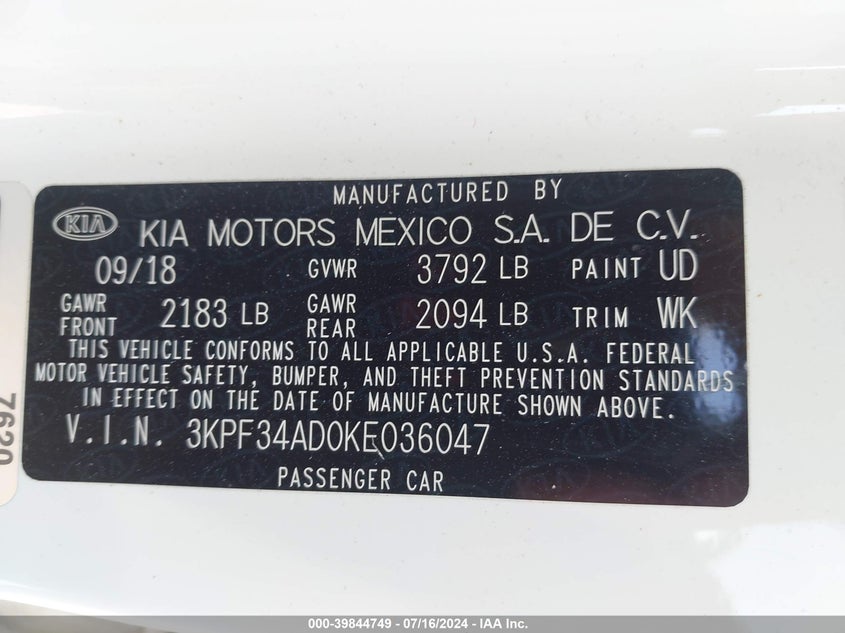 MANUFACTURED BY
KIA KIA MOTORS MEXICO S.A. DE C.V.
09/18 GVWR 3792 LB PAINT UD
GAWR FRONT 2183 LB GAWR REAR 2094 LB TRIM WK
THIS VEHICLE CONFORMS TO ALL APPLICABLE U.S.A. FEDERAL
MOTOR VEHICLE SAFETY, BUMPER, AND THEFT PREVENTION STANDARDS
IN EFFECT ON THE DATE OF MANUFACTURE SHOWN ABOVE.
V.I.N. 3KPF34AD0KE036047
PASSENGER CAR
7620
000-39844749 - 07/16/2024 - IAA Inc.